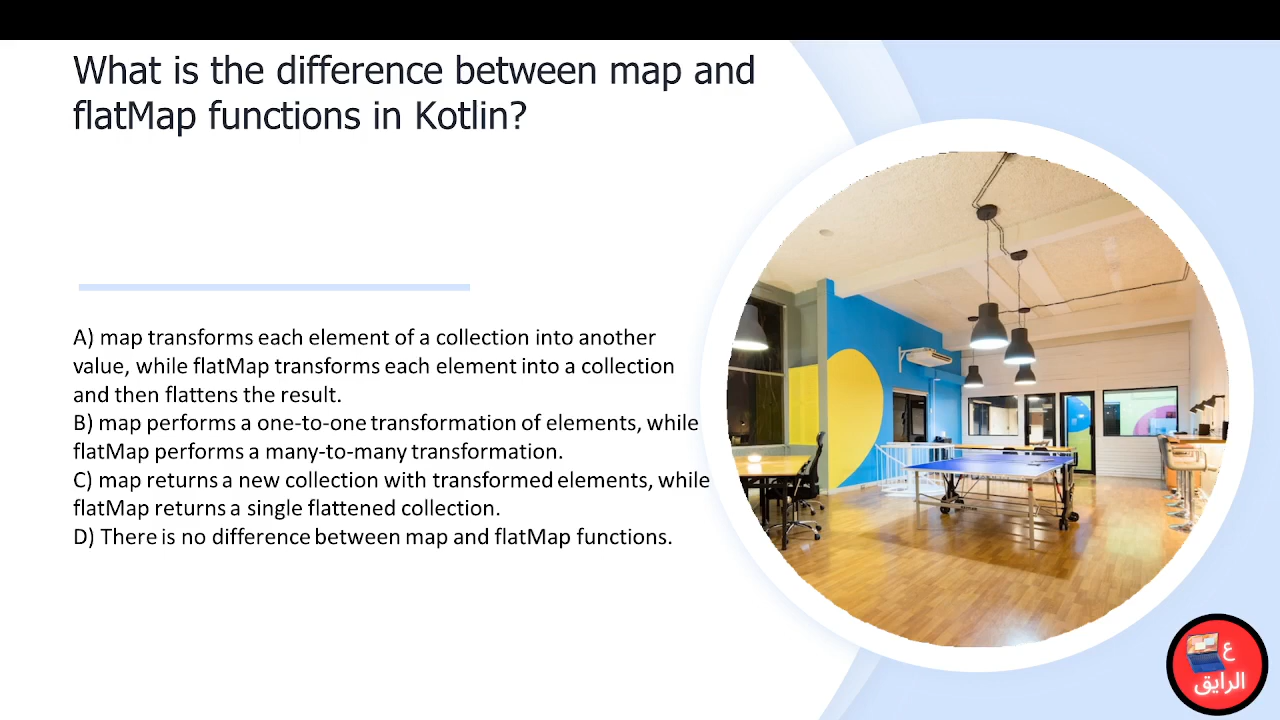 What is the difference between map and
flatMap functions in Kotlin?
A) map transforms each element of a collection into another
value, while flatMap transforms each element into a collection
and then flattens the result.
B) map performs a one-to-one transformation of elements, while
flatMap performs a many-to-many transformation.
C) map returns a new collection with transformed elements, while
flatMap returns a single flattened collection.
D) There is no difference between map and flatMap functions.
ع
الرايق